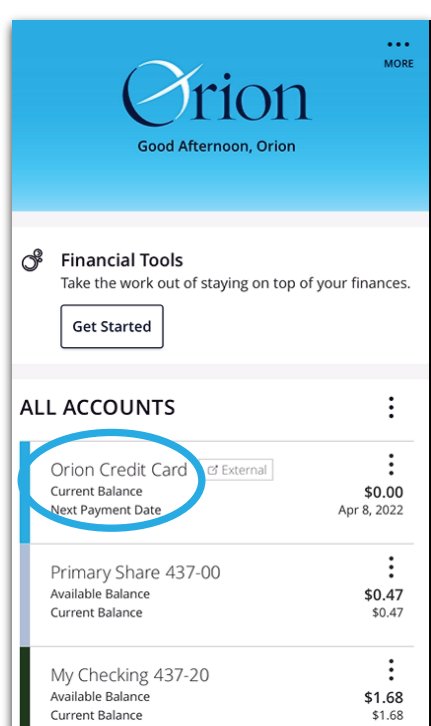 MORE
Orion
Good Afternoon, Orion
Financial Tools
Take the work out of staying on top of your finances.
Get Started
ALL ACCOUNTS
Orion Credit Card External
Current Balance $0.00
Next Payment Date Apr 8, 2022
Primary Share 437-00
Available Balance $0.47
Current Balance $0.47
My Checking 437-20
Available Balance $1.68
Current Balance $1.68